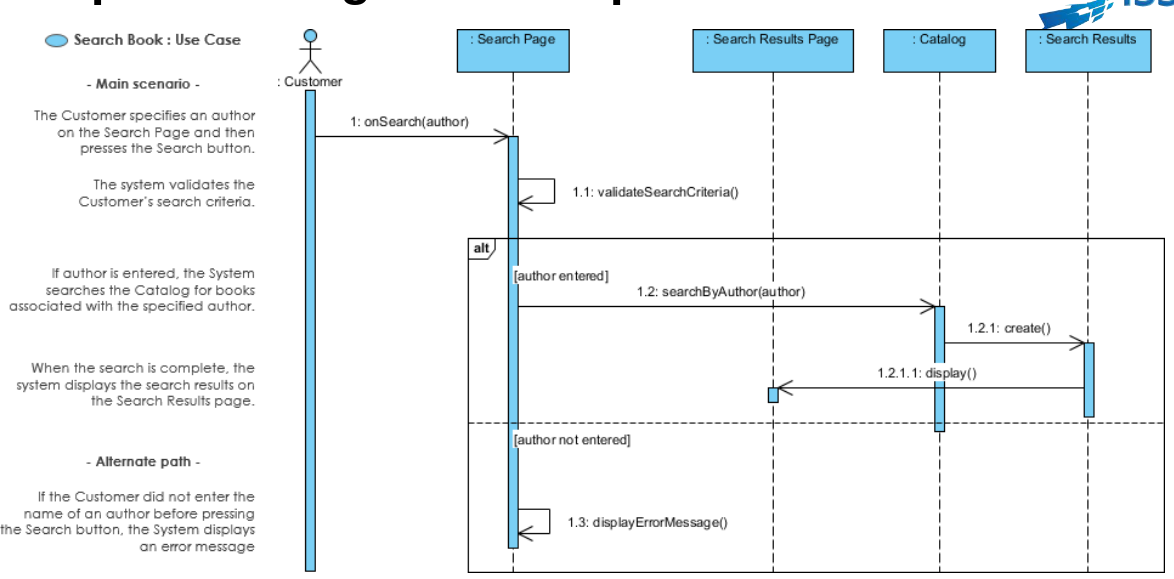 Search Book : Use Case
- Main scenario -
The Customer specifies an author
on the Search Page and then
presses the Search button.
The system validates the
Customer's search criteria.
If author is entered, the System
searches the Catalog for books
associated with the specified author.
When the search is complete, the
system displays the search results on
the Search Results page.
- Alternate path -
If the Customer did not enter the
name of an author before pressing
the Search button, the System displays
an error message
: Customer
: Search Page
: Search Results Page
: Catalog
: Search Results
1: onSearch(author)
1.1: validateSearchCriteria()
alt
[author entered]
1.2: searchByAuthor(author)
1.2.1: create()
1.2.1.1: display()
[author not entered]
1.3: displayErrorMessage()